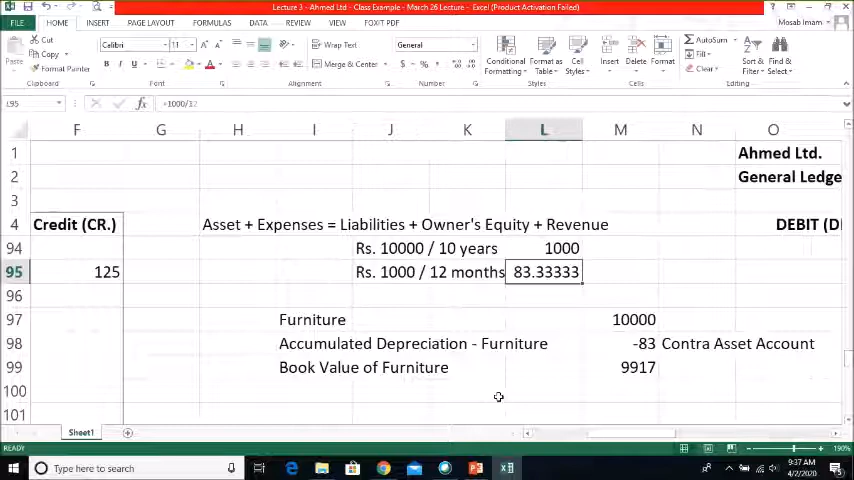 Lecture 3 - Ahmed Ltd - Class Example - March 26 Lecture - Excel (Product Activation Failed)
FILE HOME INSERT PAGE LAYOUT FORMULAS DATA REVIEW VIEW FOXIT PDF Mosab Imam
Cut
Copy
Format Painter
Paste
Clipboard
Calibri 11
B I U
Font
Wrap Text
Merge & Center
Alignment
General
$ % ,
Number
Conditional Formatting
Format as Table
Cell Styles
Styles
Insert Delete Format
Cells
AutoSum
Fill
Clear
Sort & Filter
Find & Select
Editing
L95 =1000/12
F G H I J K L M N O
1 Ahmed Ltd.
2 General Ledge
3
4 Credit (CR.) Asset + Expenses = Liabilities + Owner's Equity + Revenue DEBIT (D
94 Rs. 10000 / 10 years 1000
95 125 Rs. 1000 / 12 months 83.33333
96
97 Furniture 10000
98 Accumulated Depreciation - Furniture -83 Contra Asset Account
99 Book Value of Furniture 9917
100
101
Sheet1
READY 190%
Type here to search
9:37 AM
4/2/2020